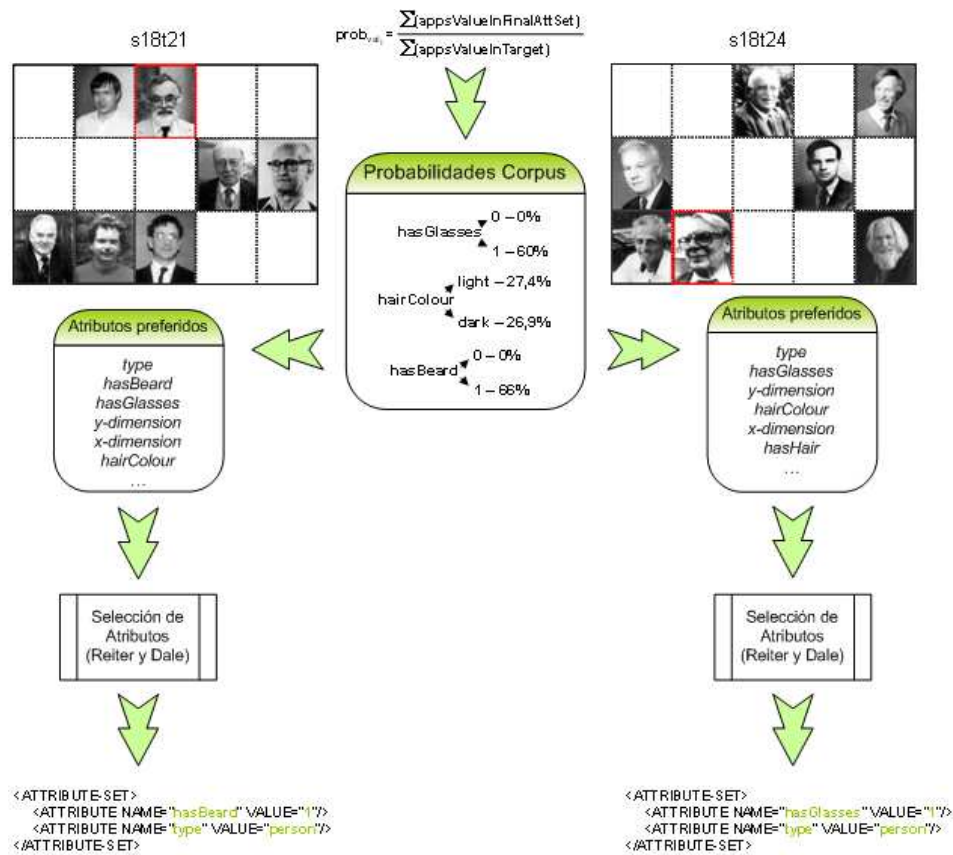 s18t21
prob_val_i = ∑(appsValueInFinalAttSet)
∑(appsValueInTarget)
s18t24
Probabilidades Corpus
hasGlasses
0 – 0%
1 – 60%
hairColour
light – 27,4%
dark – 26,9%
hasBeard
0 – 0%
1 – 66%
Atributos preferidos
type
hasBeard
hasGlasses
y-dimension
x-dimension
hairColour
...
Atributos preferidos
type
hasGlasses
y-dimension
hairColour
x-dimension
hasHair
...
Selección de
Atributos
(Reiter y Dale)
Selección de
Atributos
(Reiter y Dale)
<ATTRIBUTE-SET>
<ATTRIBUTE NAME="hasBeard" VALUE="1"/>
<ATTRIBUTE NAME="type" VALUE="person"/>
</ATTRIBUTE-SET>
<ATTRIBUTE-SET>
<ATTRIBUTE NAME="hasGlasses" VALUE="1"/>
<ATTRIBUTE NAME="type" VALUE="person"/>
</ATTRIBUTE-SET>